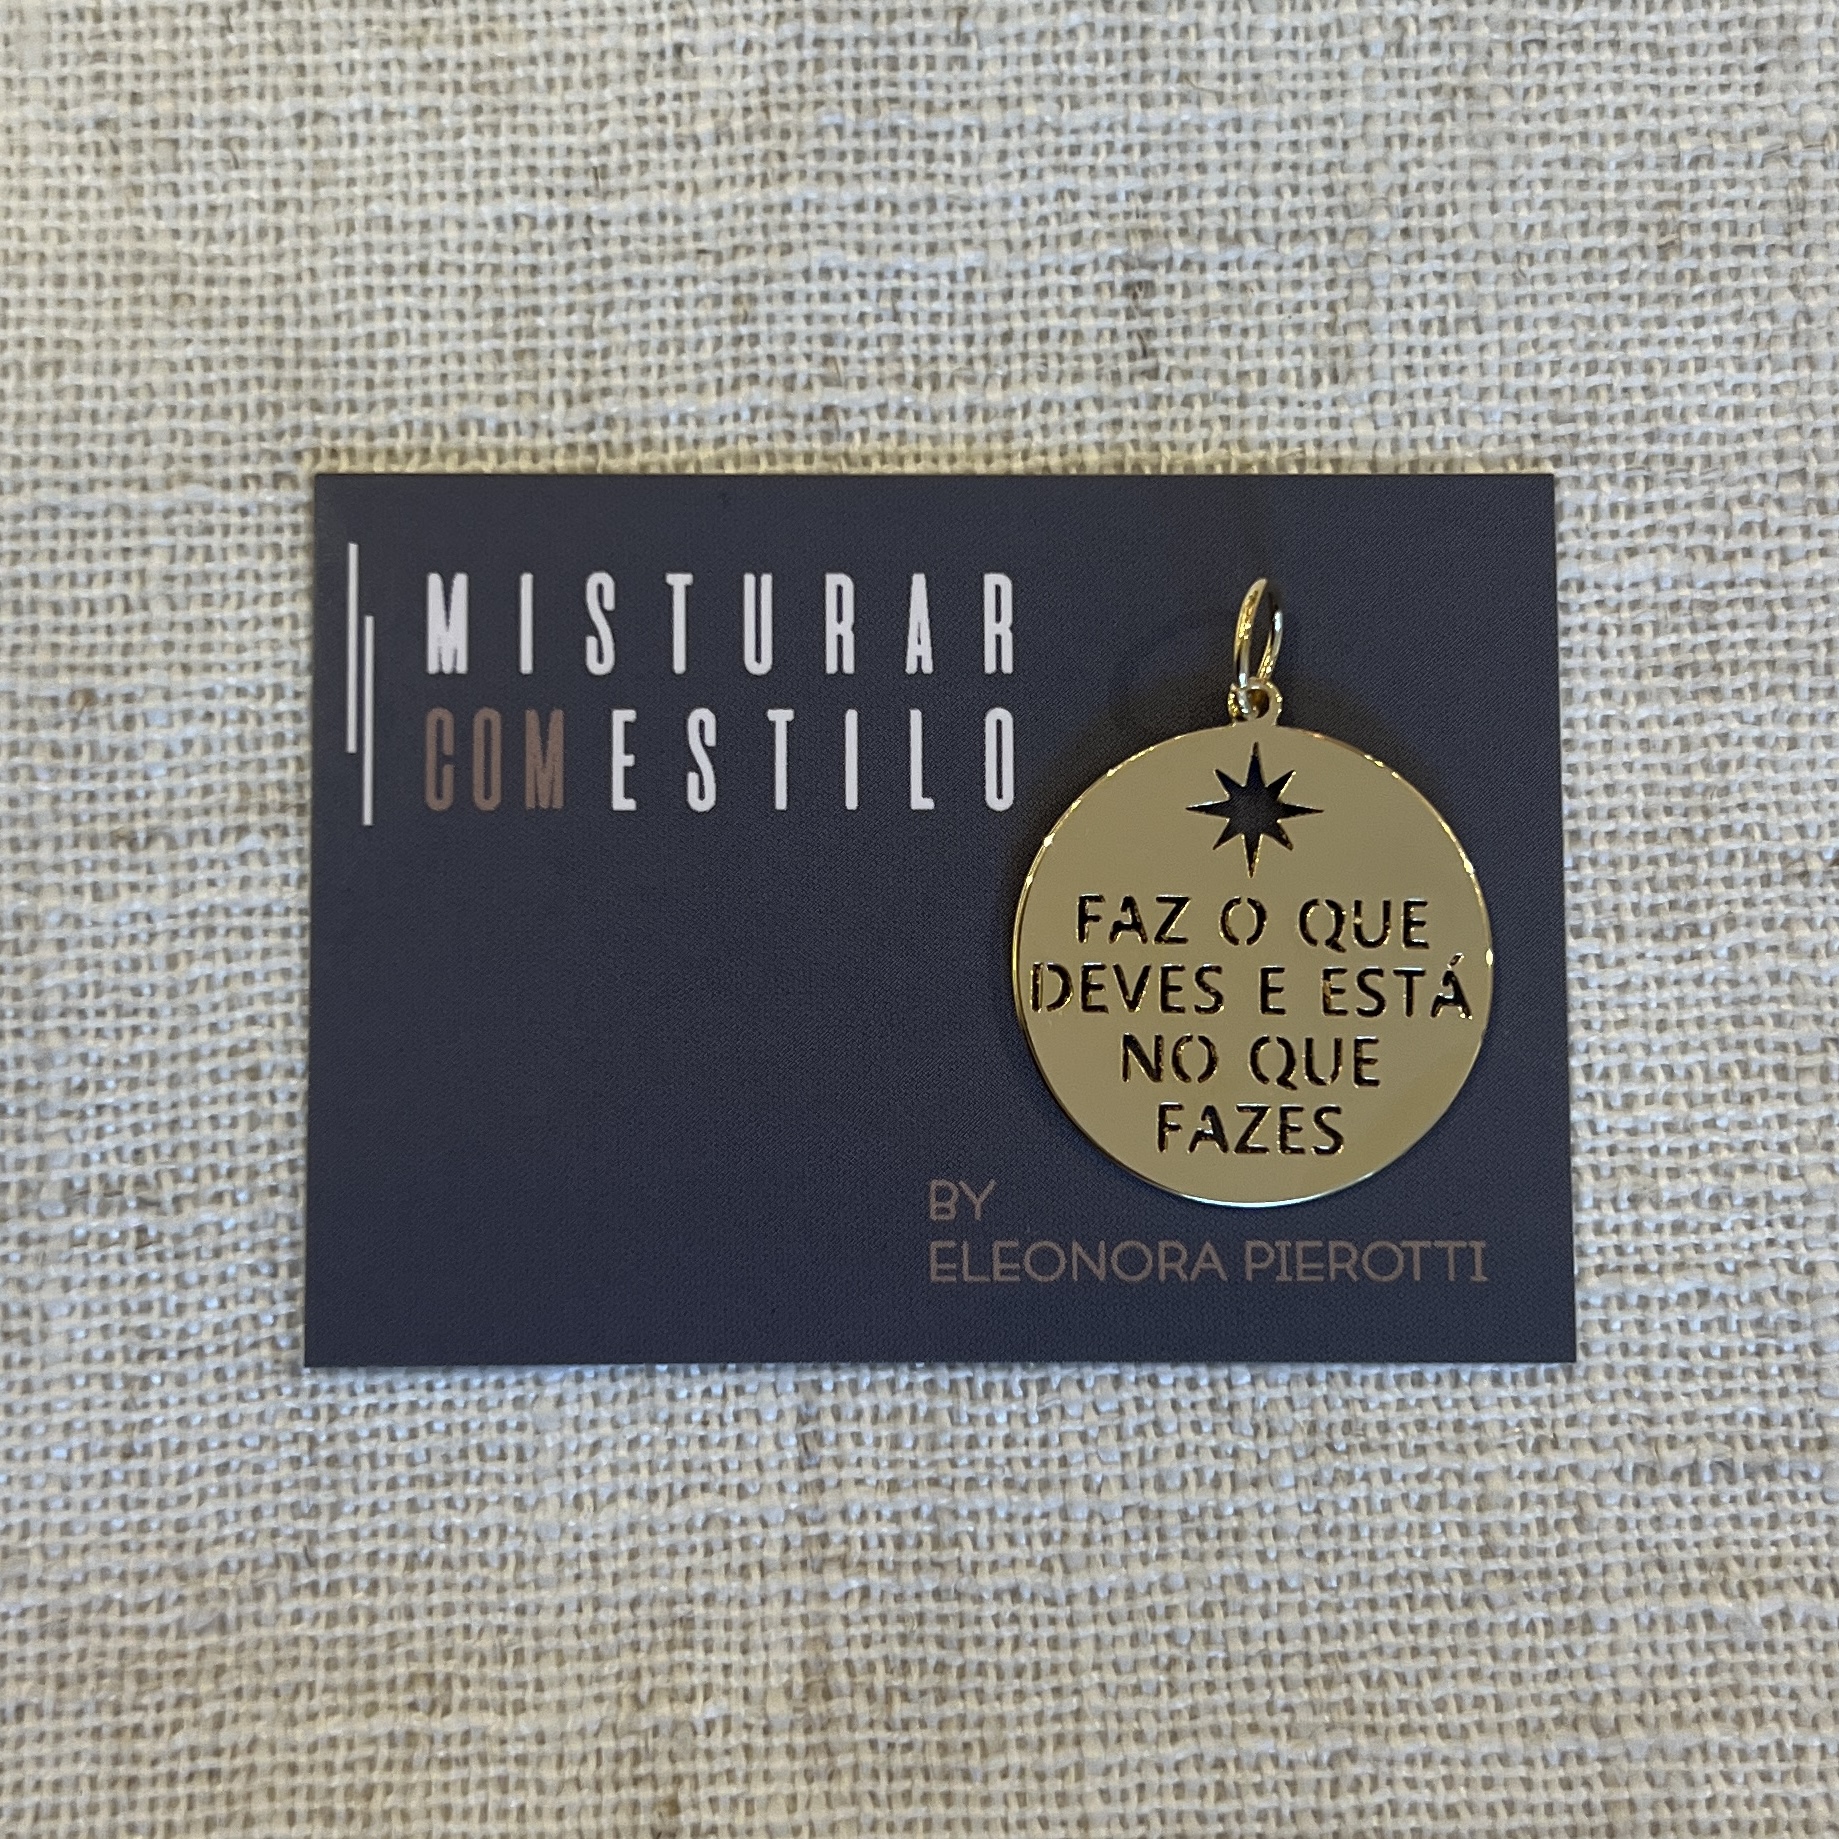 MISTURAR
COMESTILO
FAZ O QUE
DEVES E ESTÁ
NO QUE
FAZES
BY
ELEONORA PIEROTTI